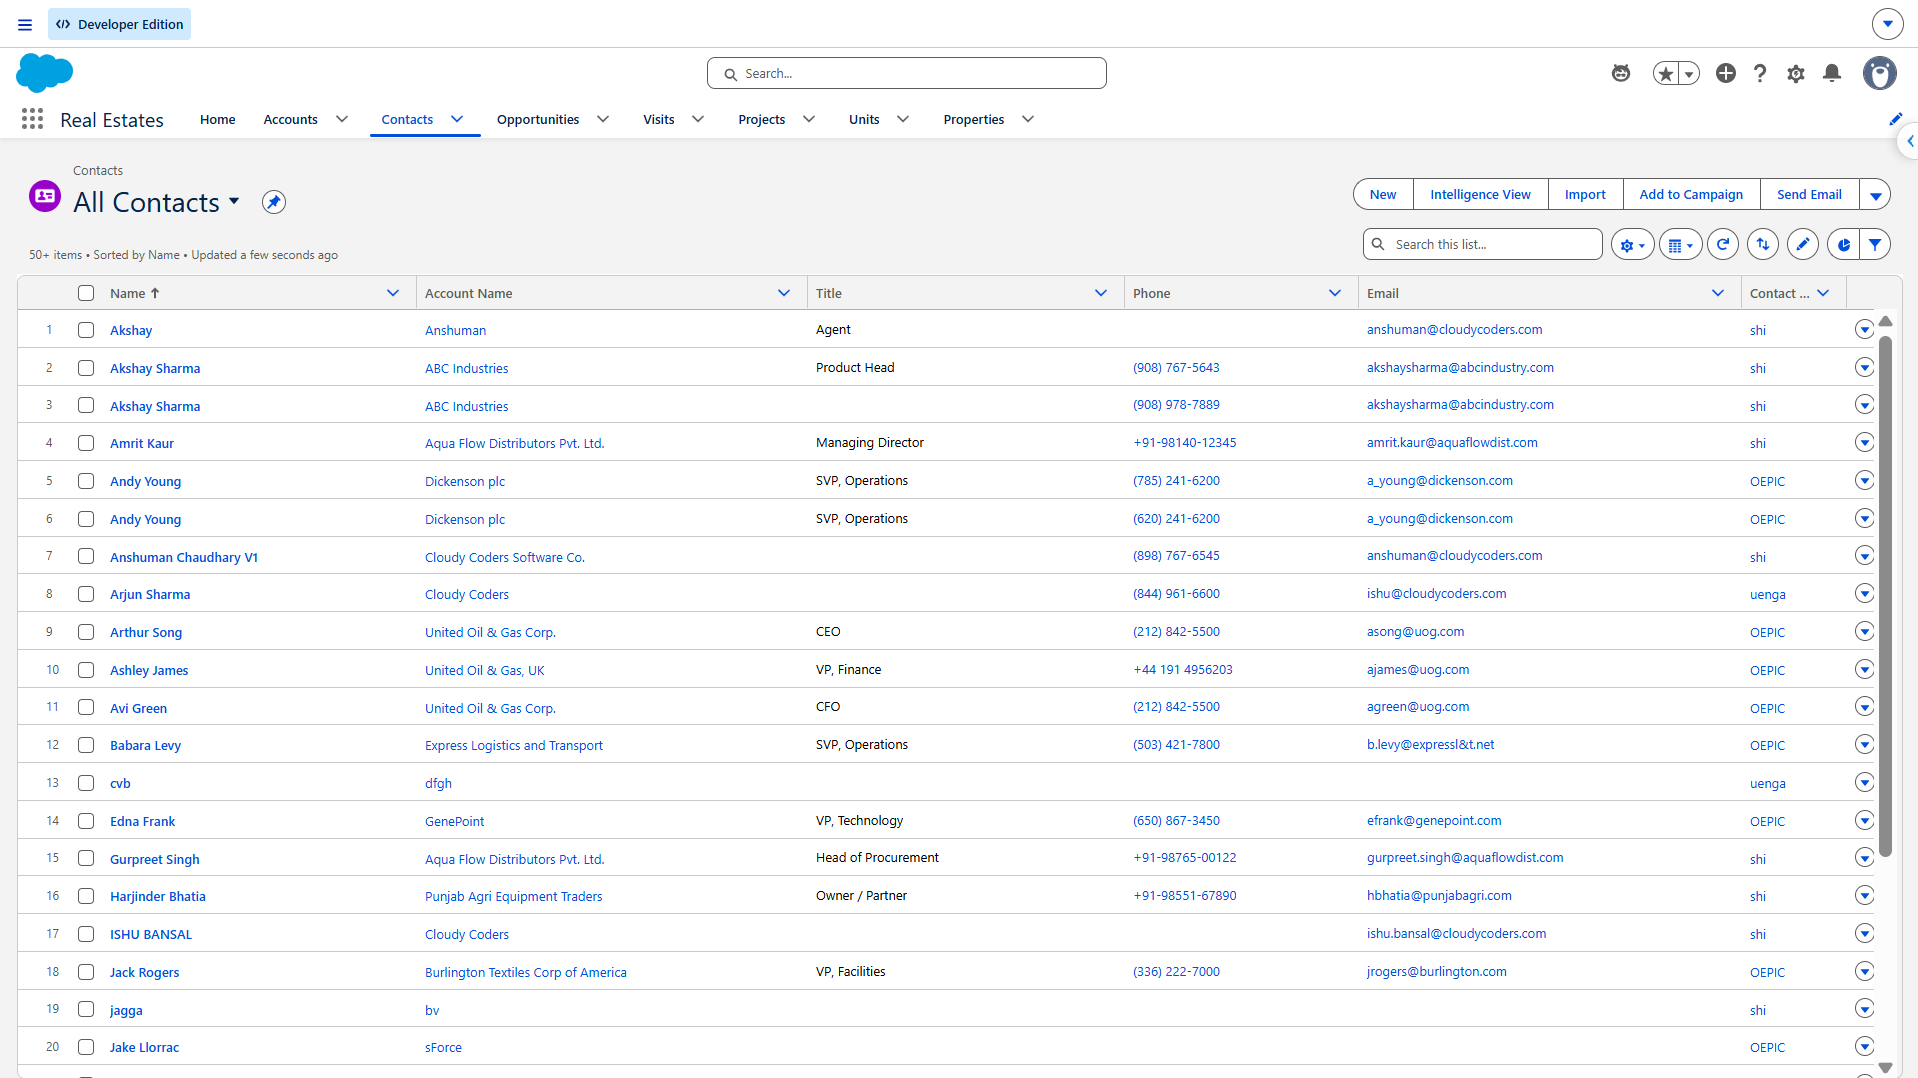 Developer Edition
Search...
Real Estates Home Accounts Contacts Opportunities Visits Projects Units Properties
Contacts
All Contacts
New Intelligence View Import Add to Campaign Send Email
50+ items • Sorted by Name • Updated a few seconds ago
Search this list...
Name Account Name Title Phone Email Contact ...
1 Akshay Anshuman Agent anshuman@cloudycoders.com shi
2 Akshay Sharma ABC Industries Product Head (908) 767-5643 akshaysharma@abcindustry.com shi
3 Akshay Sharma ABC Industries (908) 978-7889 akshaysharma@abcindustry.com shi
4 Amrit Kaur Aqua Flow Distributors Pvt. Ltd. Managing Director +91-98140-12345 amrit.kaur@aquaflowdist.com shi
5 Andy Young Dickenson plc SVP, Operations (785) 241-6200 a_young@dickenson.com OEPIC
6 Andy Young Dickenson plc SVP, Operations (620) 241-6200 a_young@dickenson.com OEPIC
7 Anshuman Chaudhary V1 Cloudy Coders Software Co. (898) 767-6545 anshuman@cloudycoders.com shi
8 Arjun Sharma Cloudy Coders (844) 961-6600 ishu@cloudycoders.com uenga
9 Arthur Song United Oil & Gas Corp. CEO (212) 842-5500 asong@uog.com OEPIC
10 Ashley James United Oil & Gas, UK VP, Finance +44 191 4956203 ajames@uog.com OEPIC
11 Avi Green United Oil & Gas Corp. CFO (212) 842-5500 agreen@uog.com OEPIC
12 Babara Levy Express Logistics and Transport SVP, Operations (503) 421-7800 b.levy@expressl&t.net OEPIC
13 cvb dfgh uenga
14 Edna Frank GenePoint VP, Technology (650) 867-3450 efrank@genepoint.com OEPIC
15 Gurpreet Singh Aqua Flow Distributors Pvt. Ltd. Head of Procurement +91-98765-00122 gurpreet.singh@aquaflowdist.com shi
16 Harjinder Bhatia Punjab Agri Equipment Traders Owner / Partner +91-98551-67890 hbhatia@punjabagri.com shi
17 ISHU BANSAL Cloudy Coders ishu.bansal@cloudycoders.com shi
18 Jack Rogers Burlington Textiles Corp of America VP, Facilities (336) 222-7000 jrogers@burlington.com OEPIC
19 jagga bv shi
20 Jake Llorrac sForce OEPIC